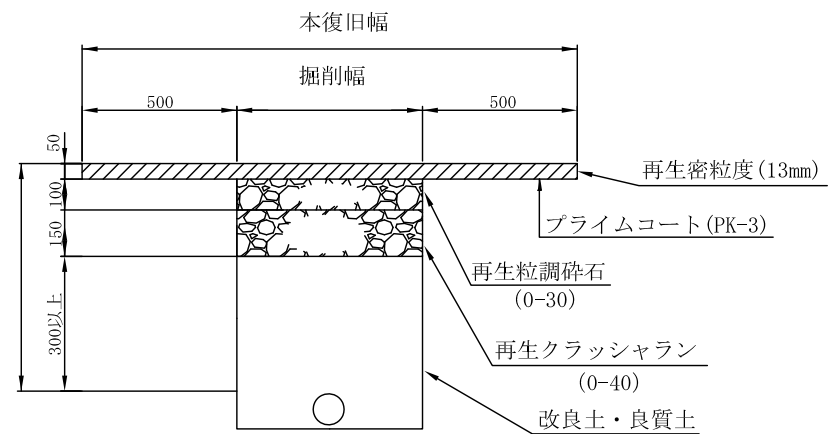 本復旧幅
掘削幅
500
500
50
100
150
300以上
再生密粒度(13mm)
プライムコート(PK-3)
再生粒調砕石
(0-30)
再生クラッシャラン
(0-40)
改良土・良質土